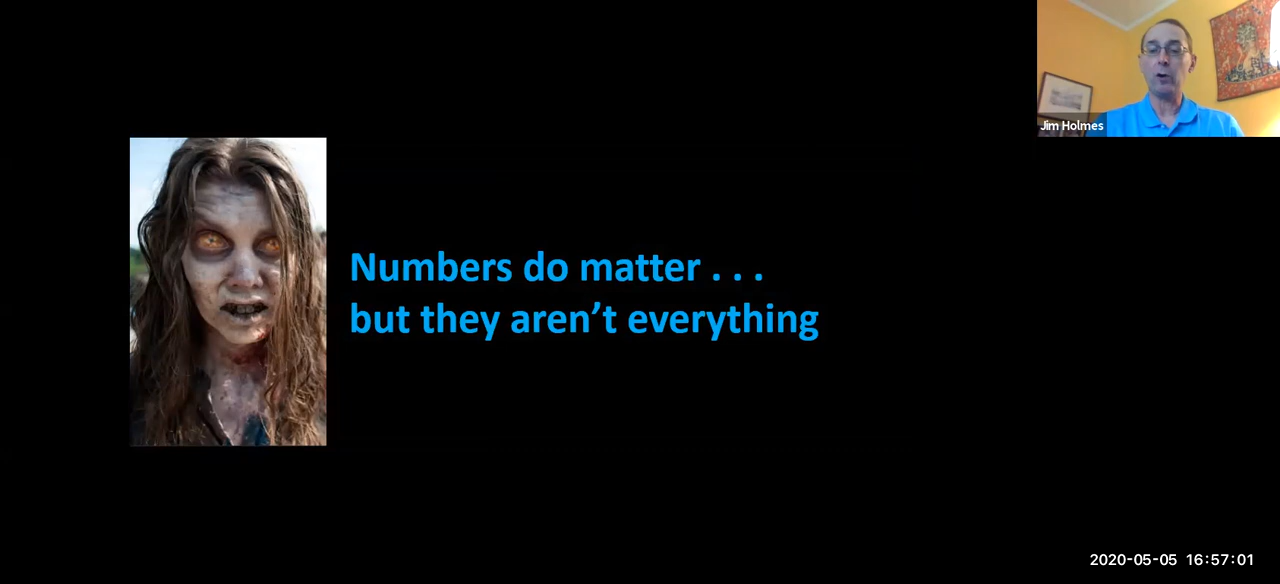 Jim Holmes
Numbers do matter . . .
but they aren’t everything
2020-05-05 16:57:01